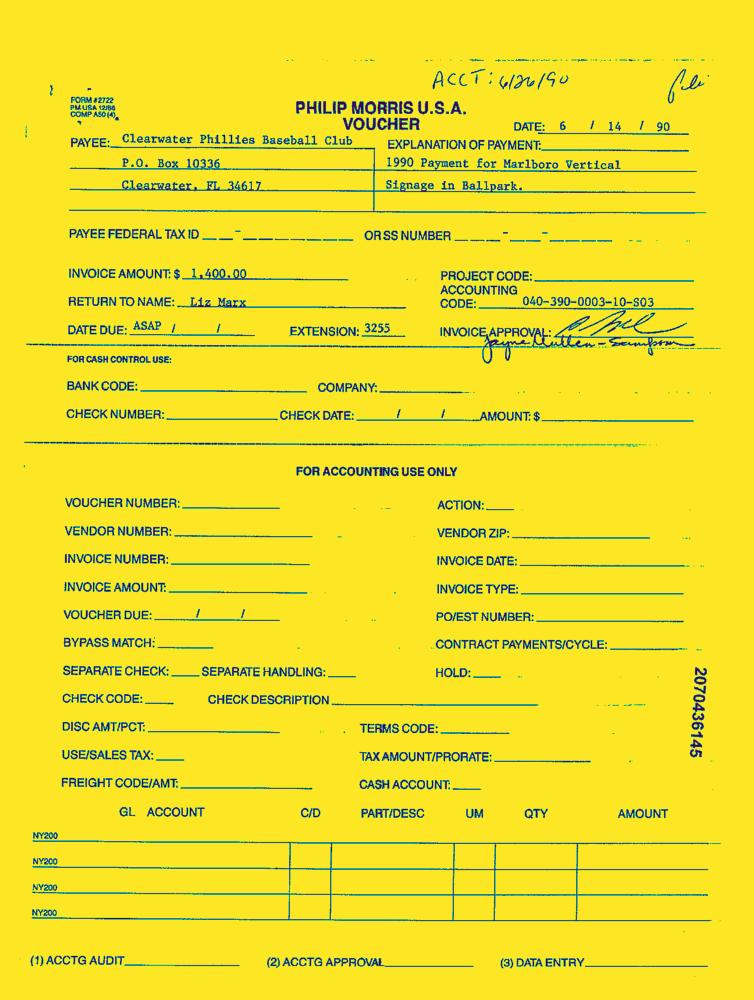 ACCT: 6/26/90
FORM #2722
PM USA 12/86
COMP A50 (4)
PHILIP MORRIS U.S.A.
VOUCHER
DATE: 6 / 14 / 90
PAYEE: Clearwater Phillies Baseball Club
EXPLANATION OF PAYMENT:
P.O. Box 10336
1990 Payment for Marlboro Vertical
Clearwater, FL 34617
Signage in Ballpark.
PAYEE FEDERAL TAX ID __-_______ OR SS NUMBER ___-__-____
INVOICE AMOUNT: $ 1,400.00
PROJECT CODE:
ACCOUNTING
RETURN TO NAME: Liz Marx
CODE: 040-390-0003-10-S03
DATE DUE: ASAP / /
EXTENSION: 3255
INVOICE APPROVAL:
Jayne Mullen-Sampson
FOR CASH CONTROL USE:
BANK CODE: COMPANY:
CHECK NUMBER: CHECK DATE: / / AMOUNT: $
FOR ACCOUNTING USE ONLY
VOUCHER NUMBER: ACTION:
VENDOR NUMBER: VENDOR ZIP:
INVOICE NUMBER: INVOICE DATE:
INVOICE AMOUNT: INVOICE TYPE:
VOUCHER DUE: / / PO/EST NUMBER:
BYPASS MATCH: CONTRACT PAYMENTS/CYCLE:
SEPARATE CHECK: SEPARATE HANDLING: HOLD:
CHECK CODE: CHECK DESCRIPTION
DISC AMT/PCT: TERMS CODE:
USE/SALES TAX: TAX AMOUNT/PRORATE:
FREIGHT CODE/AMT: CASH ACCOUNT:
GL ACCOUNT C/D PART/DESC UM QTY AMOUNT
NY200
NY200
NY200
NY200
(1) ACCTG AUDIT (2) ACCTG APPROVAL (3) DATA ENTRY
2070436145